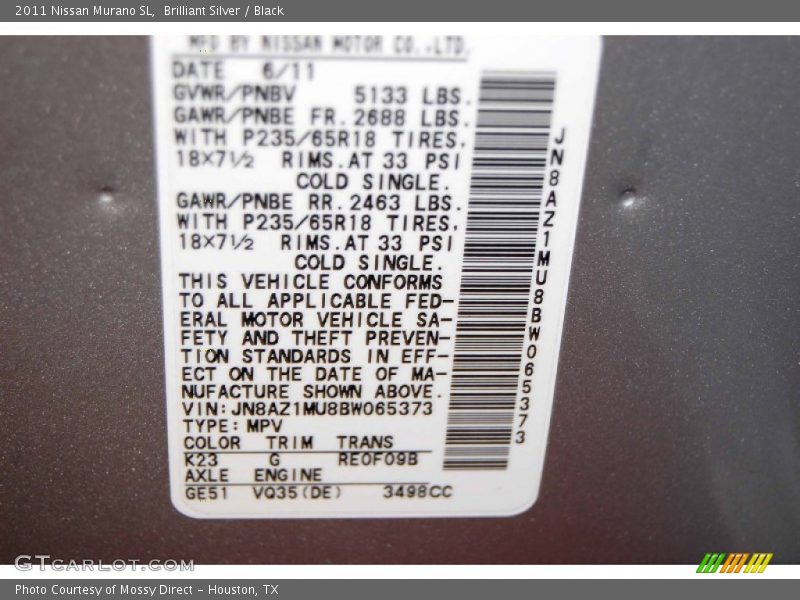 2011 Nissan Murano SL, Brilliant Silver / Black
MFD BY NISSAN MOTOR CO.,LTD.
DATE 6/11
GVWR/PNBV 5133 LBS.
GAWR/PNBE FR. 2688 LBS.
WITH P235/65R18 TIRES.
18×7½ RIMS.AT 33 PSI
COLD SINGLE.
GAWR/PNBE RR. 2463 LBS.
WITH P235/65R18 TIRES.
18×7½ RIMS.AT 33 PSI
COLD SINGLE.
THIS VEHICLE CONFORMS
TO ALL APPLICABLE FED-
ERAL MOTOR VEHICLE SA-
FETY AND THEFT PREVEN-
TION STANDARDS IN EFF-
ECT ON THE DATE OF MA-
NUFACTURE SHOWN ABOVE.
VIN:JN8AZ1MU8BW065373
TYPE:MPV
COLOR TRIM TRANS
K23 G RE0F09B
AXLE ENGINE
GE51 VQ35(DE) 3498CC
JN8AZ1MU8BW065373
GTCARLOT.COM
Photo Courtesy of Mossy Direct - Houston, TX